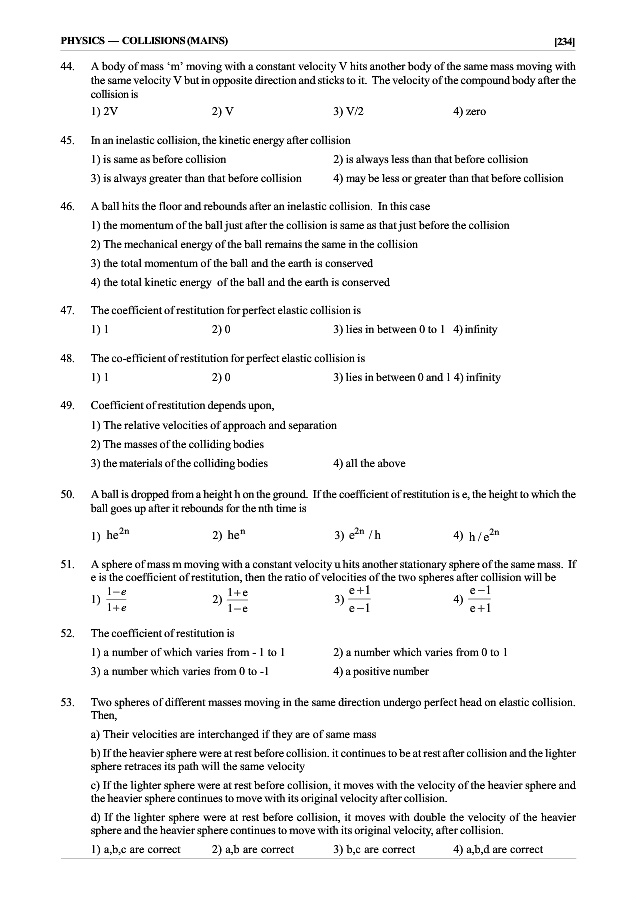 PHYSICS — COLLISIONS (MAINS) [234]
44. A body of mass ‘m’ moving with a constant velocity V hits another body of the same mass moving with
the same velocity V but in opposite direction and sticks to it. The velocity of the compound body after the
collision is
1) 2V 2) V 3) V/2 4) zero
45. In an inelastic collision, the kinetic energy after collision
1) is same as before collision 2) is always less than that before collision
3) is always greater than that before collision 4) may be less or greater than that before collision
46. A ball hits the floor and rebounds after an inelastic collision. In this case
1) the momentum of the ball just after the collision is same as that just before the collision
2) The mechanical energy of the ball remains the same in the collision
3) the total momentum of the ball and the earth is conserved
4) the total kinetic energy of the ball and the earth is conserved
47. The coefficient of restitution for perfect elastic collision is
1) 1 2) 0 3) lies in between 0 to 1 4) infinity
48. The co-efficient of restitution for perfect elastic collision is
1) 1 2) 0 3) lies in between 0 and 1 4) infinity
49. Coefficient of restitution depends upon,
1) The relative velocities of approach and separation
2) The masses of the colliding bodies
3) the materials of the colliding bodies 4) all the above
50. A ball is dropped from a height h on the ground. If the coefficient of restitution is e, the height to which the
ball goes up after it rebounds for the nth time is
1) he^2n 2) he^n 3) e^2n / h 4) h / e^2n
51. A sphere of mass m moving with a constant velocity u hits another stationary sphere of the same mass. If
e is the coefficient of restitution, then the ratio of velocities of the two spheres after collision will be
1) 1−e/1+e 2) 1+e/1−e 3) e+1/e−1 4) e−1/e+1
52. The coefficient of restitution is
1) a number of which varies from - 1 to 1 2) a number which varies from 0 to 1
3) a number which varies from 0 to -1 4) a positive number
53. Two spheres of different masses moving in the same direction undergo perfect head on elastic collision.
Then,
a) Their velocities are interchanged if they are of same mass
b) If the heavier sphere were at rest before collision. it continues to be at rest after collision and the lighter
sphere retraces its path will the same velocity
c) If the lighter sphere were at rest before collision, it moves with the velocity of the heavier sphere and
the heavier sphere continues to move with its original velocity after collision.
d) If the lighter sphere were at rest before collision, it moves with double the velocity of the heavier
sphere and the heavier sphere continues to move with its original velocity, after collision.
1) a,b,c are correct 2) a,b are correct 3) b,c are correct 4) a,b,d are correct